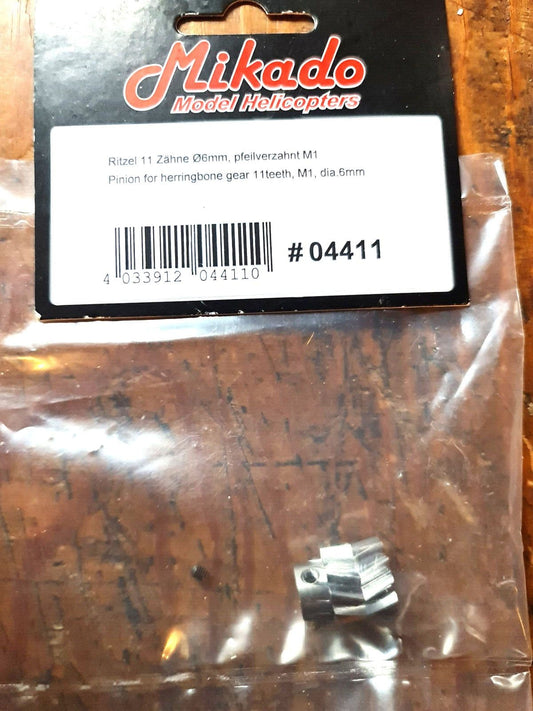 Mikado
Model Helicopters
Ritzel 11 Zähne Ø6mm, pfeilverzahnt M1
Pinion for herringbone gear 11teeth, M1, dia.6mm
4 033912 044110
# 04411